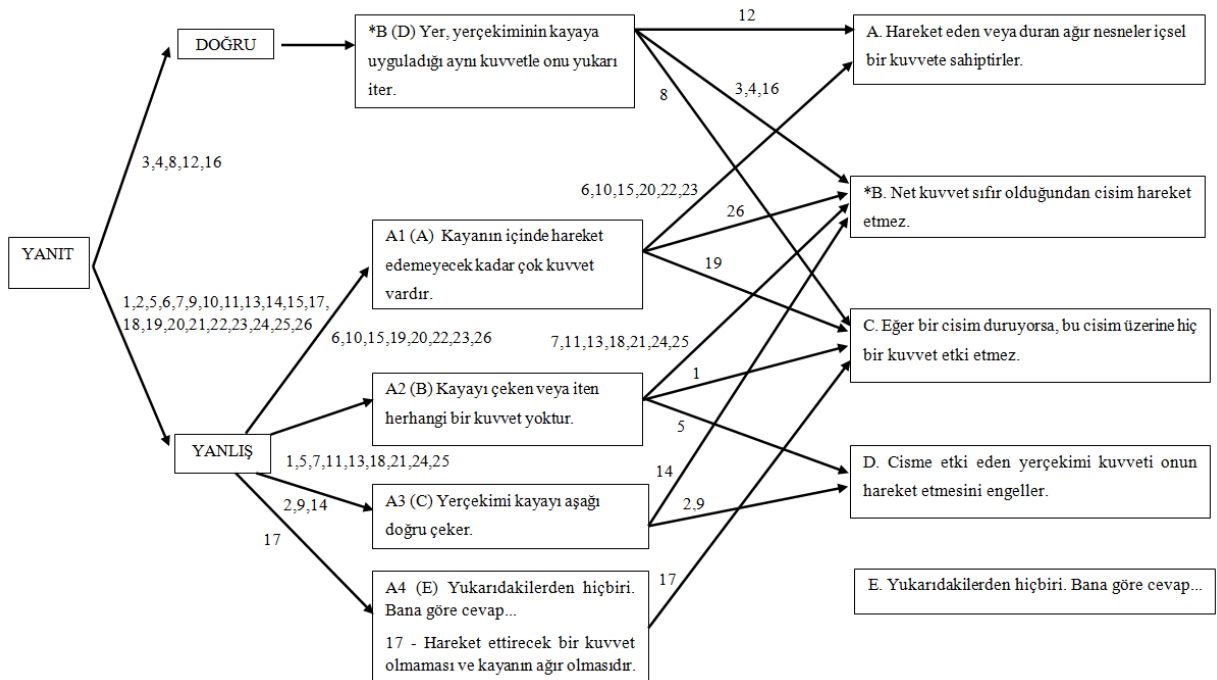 12
DOĞRU
*B (D) Yer, yerçekiminin kayaya
uyguladığı aynı kuvvetle onu yukarı
iter.
A. Hareket eden veya duran ağır nesneler içsel
bir kuvvete sahiptirler.
3,4,16
8
3,4,8,12,16
6,10,15,20,22,23
*B. Net kuvvet sıfır olduğundan cisim hareket
etmez.
26
YANIT
A1 (A) Kayanın içinde hareket
edemeyecek kadar çok kuvvet
vardır.
19
1,2,5,6,7,9,10,11,13,14,15,17,
18,19,20,21,22,23,24,25,26
6,10,15,19,20,22,23,26
7,11,13,18,21,24,25
C. Eğer bir cisim duruyorsa, bu cisim üzerine hiç
bir kuvvet etki etmez.
1
A2 (B) Kayayı çeken veya iten
herhangi bir kuvvet yoktur.
5
YANLIŞ
1,5,7,11,13,18,21,24,25
14
D. Cisme etki eden yerçekimi kuvveti onun
hareket etmesini engeller.
2,9,14
A3 (C) Yerçekimi kayayı aşağı
doğru çeker.
2,9
17
17
A4 (E) Yukarıdakilerden hiçbiri.
Bana göre cevap...
17 - Hareket ettirecek bir kuvvet
olmaması ve kayanın ağır olmasıdır.
E. Yukarıdakilerden hiçbiri. Bana göre cevap...